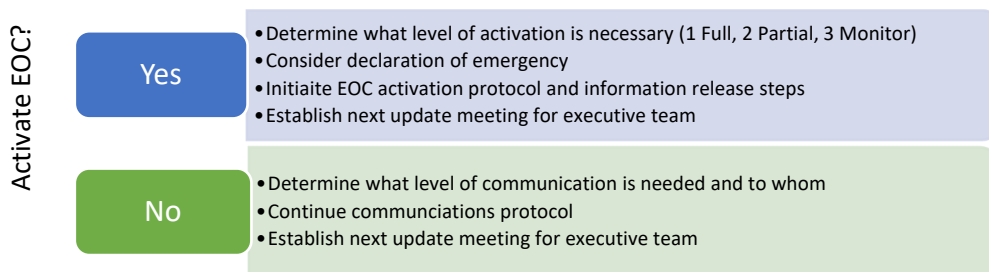 Activate EOC?
Yes
•Determine what level of activation is necessary (1 Full, 2 Partial, 3 Monitor)
•Consider declaration of emergency
•Initiaite EOC activation protocol and information release steps
•Establish next update meeting for executive team
No
•Determine what level of communication is needed and to whom
•Continue communciations protocol
•Establish next update meeting for executive team